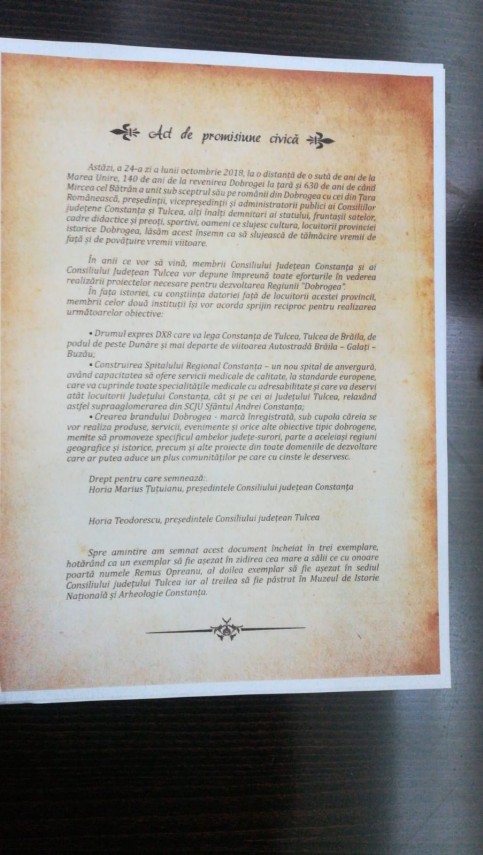 Act de promisiune civică
Astăzi, a 24-a zi a lunii octombrie 2018, la o distanță de o sută de ani de la
Marea Unire, 140 de ani de la revenirea Dobrogei la țară și 630 de ani de când
Mircea cel Bătrân a unit sub sceptrul său pe românii din Dobrogea cu cei din Țara
Românească, președinții, vicepreședinții și administratorii publici ai Consiliilor
județene Constanța și Tulcea, alți înalți demnitari ai statului, fruntașii satelor,
cadre didactice și preoți, sportivi, oameni ce slujesc cultura, locuitorii provinciei
istorice Dobrogea, lăsăm acest însemn ca să slujească de tălmăcire vremii de
față și de povățuire vremii viitoare.
În anii ce vor să vină, membrii Consiliului Județean Constanța și ai
Consiliului Județean Tulcea vor depune împreună toate eforturile în vederea
realizării proiectelor necesare pentru dezvoltarea Regiunii "Dobrogea".
În fața istoriei, cu conștiința datoriei față de locuitorii acestei provincii,
membrii celor două instituții își vor acorda sprijin reciproc pentru realizarea
următoarelor obiective:
• Drumul expres DX8 care va lega Constanța de Tulcea, Tulcea de Brăila, de
podul de peste Dunăre și mai departe de viitoarea Autostradă Brăila – Galați –
Buzău;
• Construirea Spitalului Regional Constanța – un nou spital de anvergură,
având capacitatea să ofere servicii medicale de calitate, la standarde europene,
care va cuprinde toate specialitățile medicale cu adresabilitate și care va deservi
atât locuitorii Județului Constanța, cât și pe cei ai județului Tulcea, relaxând
astfel supraaglomerarea din SCJU Sfântul Andrei Constanța;
• Crearea brandului Dobrogea - marcă înregistrată, sub cupola căreia se
vor realiza produse, servicii, evenimente și orice alte obiective tipic dobrogene,
menite să promoveze specificul ambelor județe-surori, parte a aceleiași regiuni
geografice și istorice, precum și alte proiecte din toate domeniile de dezvoltare
care ar putea aduce un plus comunităților pe care cu cinste le deservesc.
Drept pentru care semnează:
Horia Marius Țuțuianu, președintele Consiliului județean Constanța
Horia Teodorescu, președintele Consiliului județean Tulcea
Spre amintire am semnat acest document încheiat în trei exemplare,
hotărând ca un exemplar să fie așezat în zidirea cea mare a sălii ce cu onoare
poartă numele Remus Opreanu, al doilea exemplar să fie așezat în sediul
Consiliului județului Tulcea iar al treilea să fie păstrat în Muzeul de Istorie
Națională și Arheologie Constanța.